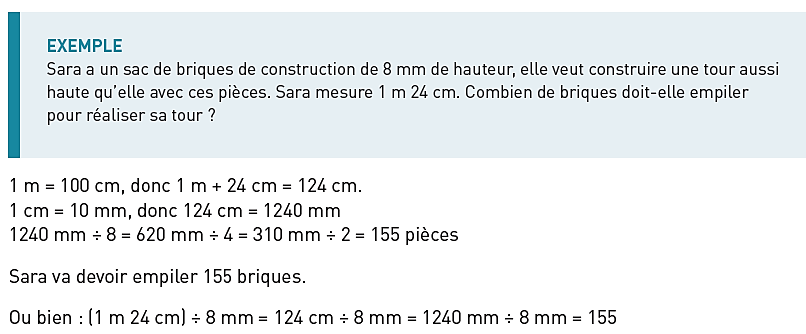 EXEMPLE
Sara a un sac de briques de construction de 8 mm de hauteur, elle veut construire une tour aussi
haute qu'elle avec ces pièces. Sara mesure 1 m 24 cm. Combien de briques doit-elle empiler
pour réaliser sa tour ?
1 m = 100 cm, donc 1 m + 24 cm = 124 cm.
1 cm = 10 mm, donc 124 cm = 1240 mm
1240 mm ÷ 8 = 620 mm ÷ 4 = 310 mm ÷ 2 = 155 pièces
Sara va devoir empiler 155 briques.
Ou bien : (1 m 24 cm) ÷ 8 mm = 124 cm ÷ 8 mm = 1240 mm ÷ 8 mm = 155